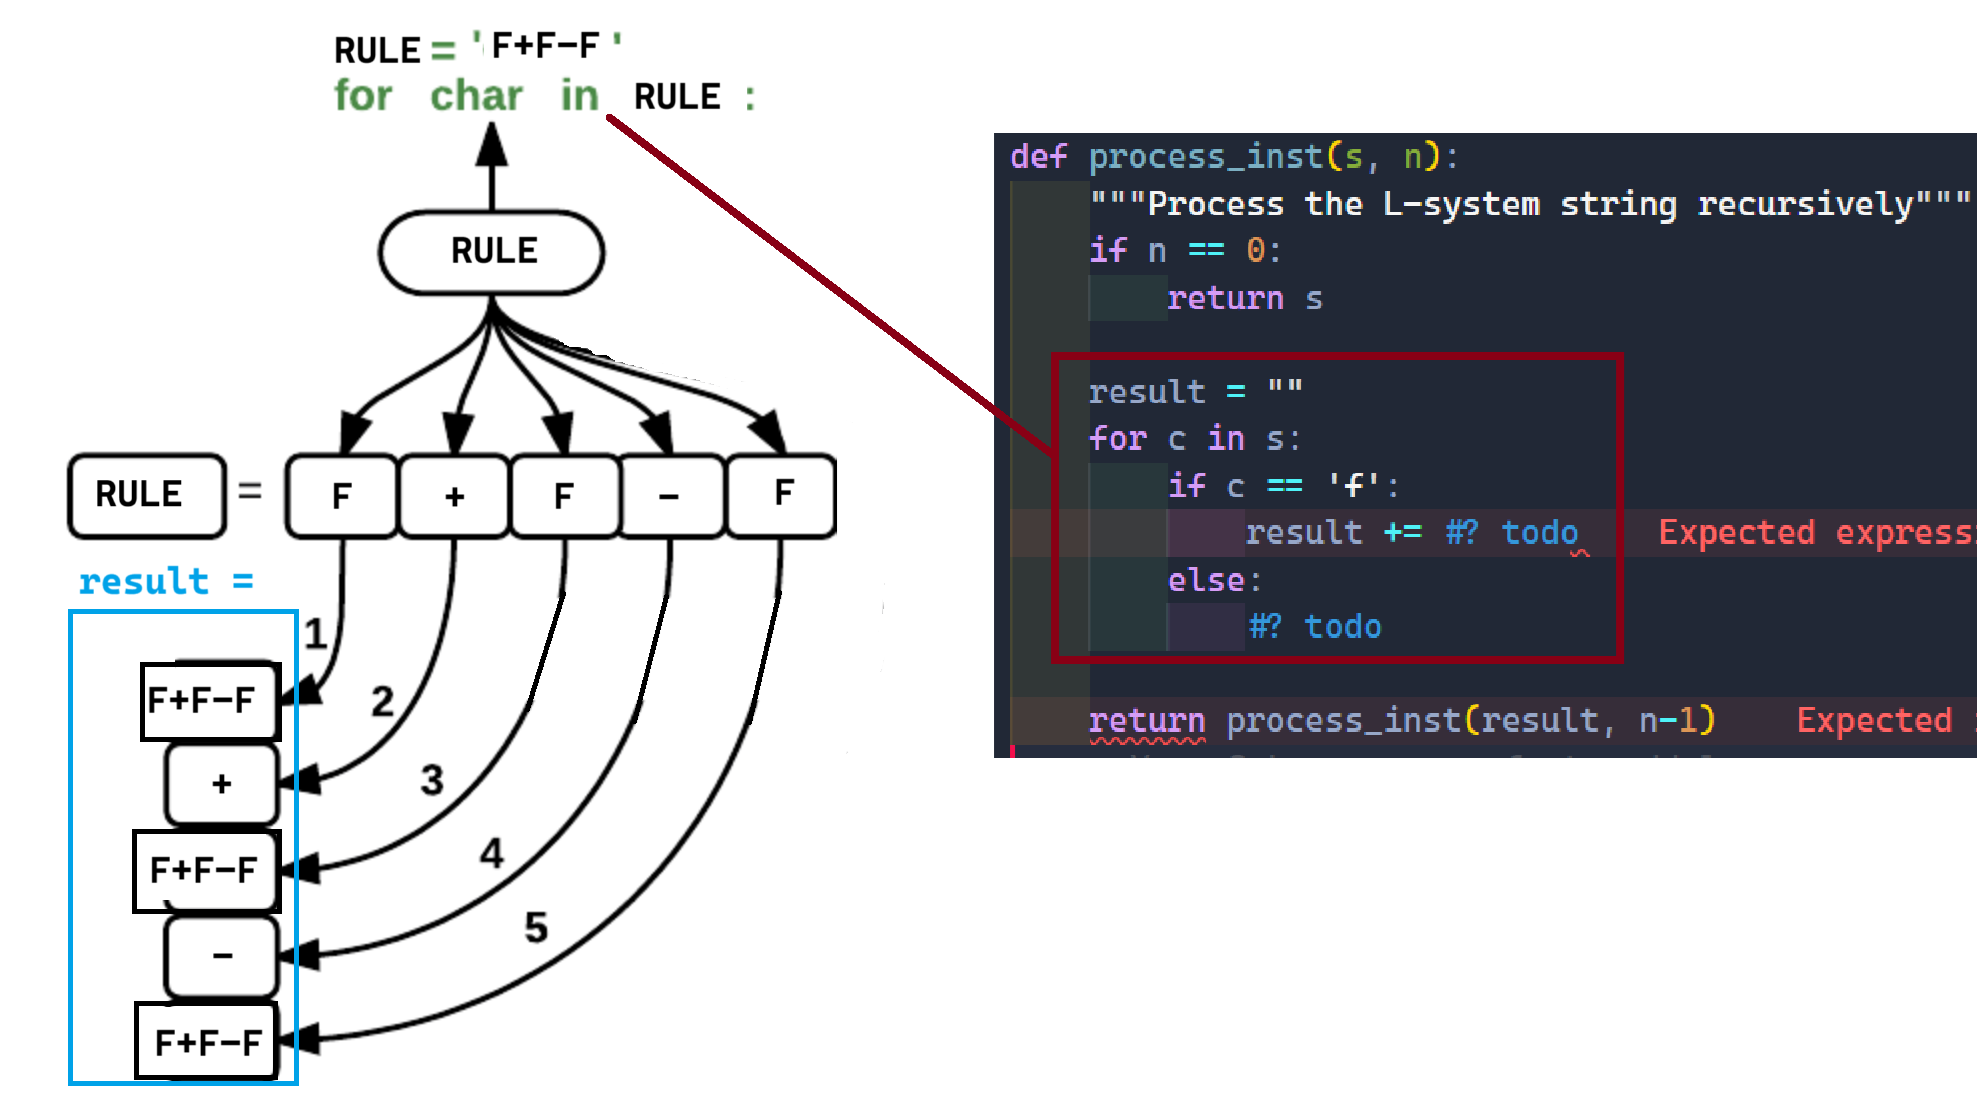 RULE = 'F+F-F'
for char in RULE :
RULE
RULE = F + F - F
result =
1
F+F-F
2
+
3
F+F-F
4
-
5
F+F-F
def process_inst(s, n):
"""Process the L-system string recursively"""
if n == 0:
return s
result = ""
for c in s:
if c == 'f':
result += #? todo Expected express
else:
#? todo
return process_inst(result, n-1) Expected